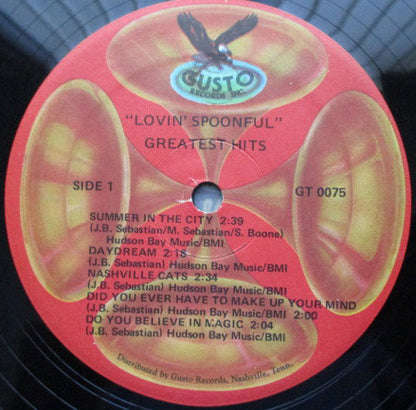 GUSTO
RECORDS INC.
"LOVIN' SPOONFUL"
GREATEST HITS
SIDE 1
GT 0075
SUMMER IN THE CITY 2:39
(J.B. Sebastian/M. Sebastian/S. Boone)
Hudson Bay Music/BMI
DAYDREAM 2:18
(J.B. Sebastian) Hudson Bay Music/BMI
NASHVILLE CATS 2:34
(J.B. Sebastian) Hudson Bay Music/BMI
DID YOU EVER HAVE TO MAKE UP YOUR MIND
(J.B. Sebastian) Hudson Bay Music/BMI 2:00
DO YOU BELIEVE IN MAGIC 2:04
(J.B. Sebastian) Hudson Bay Music/BMI
Distributed by Gusto Records, Nashville, Tenn.